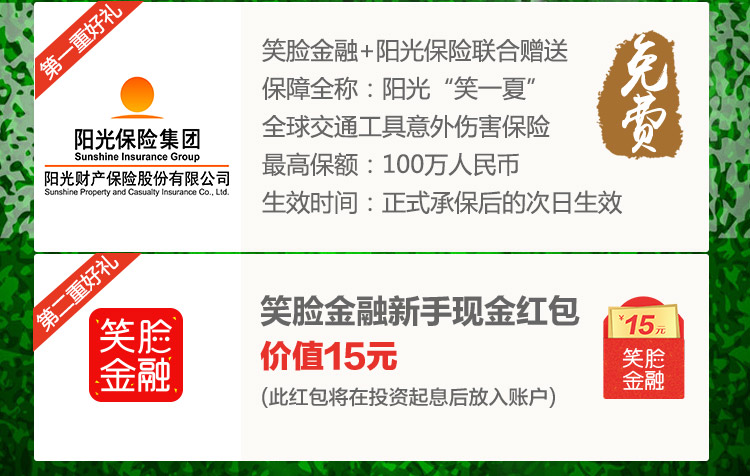 第一重好礼
阳光保险集团
Sunshine Insurance Group
阳光财产保险股份有限公司
Sunshine Property and Casualty Insurance Co., Ltd.
笑脸金融+阳光保险联合赠送
保障全称：阳光“笑一夏”
全球交通工具意外伤害保险
最高保额：100万人民币
生效时间：正式承保后的次日生效
免费
第二重好礼
笑脸
金融
笑脸金融新手现金红包
价值15元
(此红包将在投资起息后放入账户)
¥15元
笑脸
金融